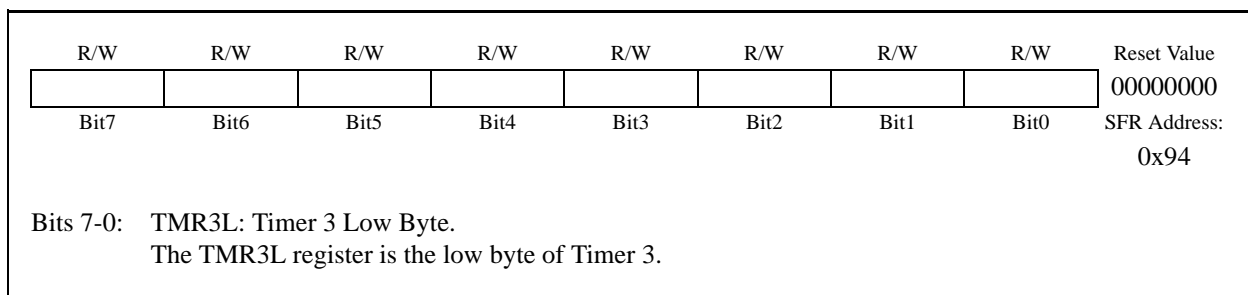 R/W R/W R/W R/W R/W R/W R/W R/W Reset Value
00000000
Bit7 Bit6 Bit5 Bit4 Bit3 Bit2 Bit1 Bit0 SFR Address:
0x94
Bits 7-0: TMR3L: Timer 3 Low Byte.
The TMR3L register is the low byte of Timer 3.